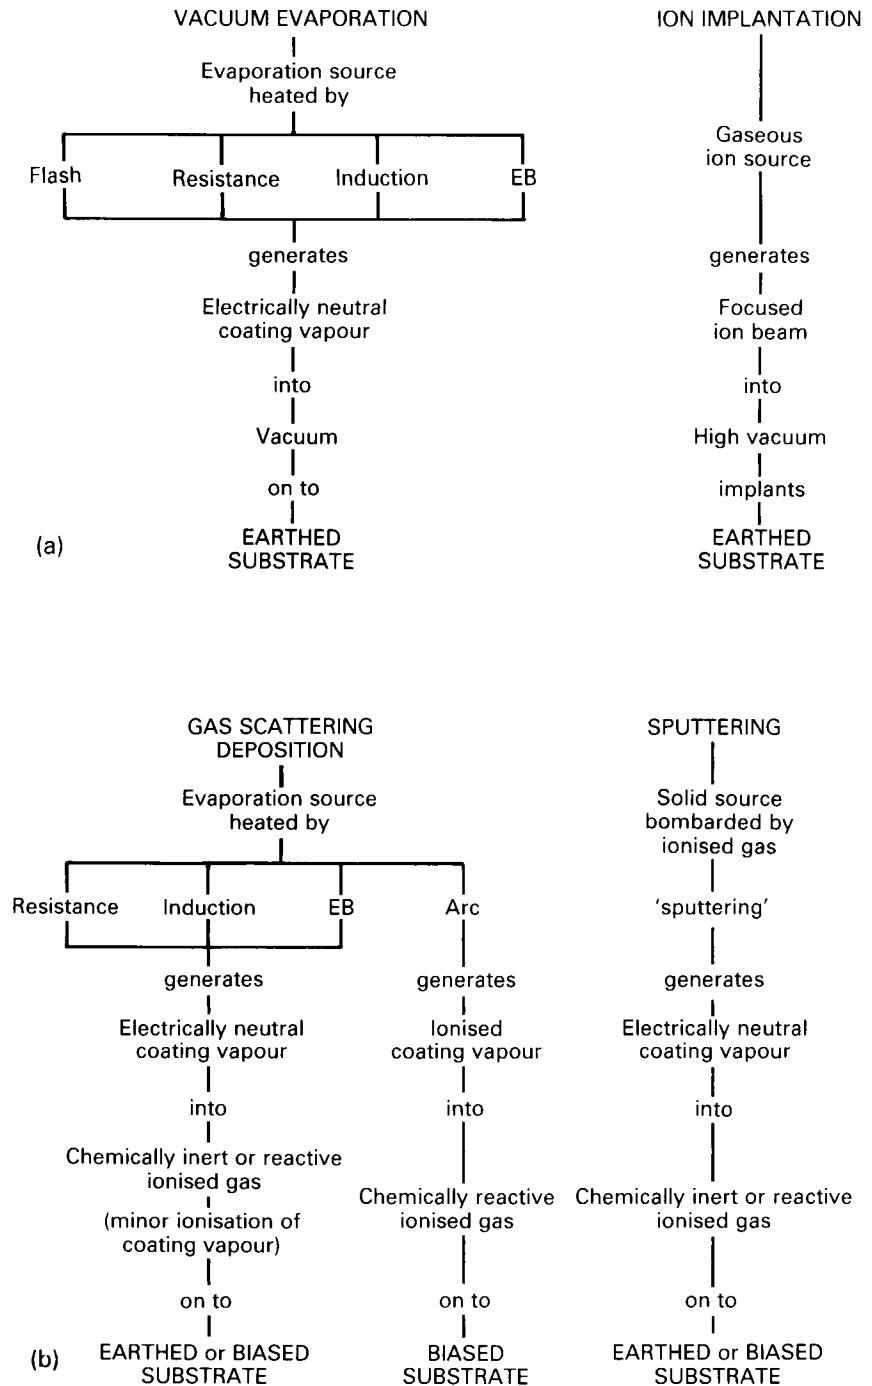 VACUUM EVAPORATION
Evaporation source
heated by
Flash
Resistance
Induction
EB
generates
Electrically neutral
coating vapour
into
Vacuum
on to
EARTHED
SUBSTRATE
ION IMPLANTATION
Gaseous
ion source
generates
Focused
ion beam
into
High vacuum
implants
EARTHED
SUBSTRATE
(a)
GAS SCATTERING
DEPOSITION
Evaporation source
heated by
Resistance
Induction
EB
Arc
generates
Electrically neutral
coating vapour
into
Chemically inert or reactive
ionised gas
(minor ionisation of
coating vapour)
on to
EARTHED or BIASED
SUBSTRATE
generates
Ionised
coating vapour
into
Chemically reactive
ionised gas
on to
BIASED
SUBSTRATE
SPUTTERING
Solid source
bombarded by
ionised gas
'sputtering'
generates
Electrically neutral
coating vapour
into
Chemically inert or reactive
ionised gas
on to
EARTHED or BIASED
SUBSTRATE
(b)